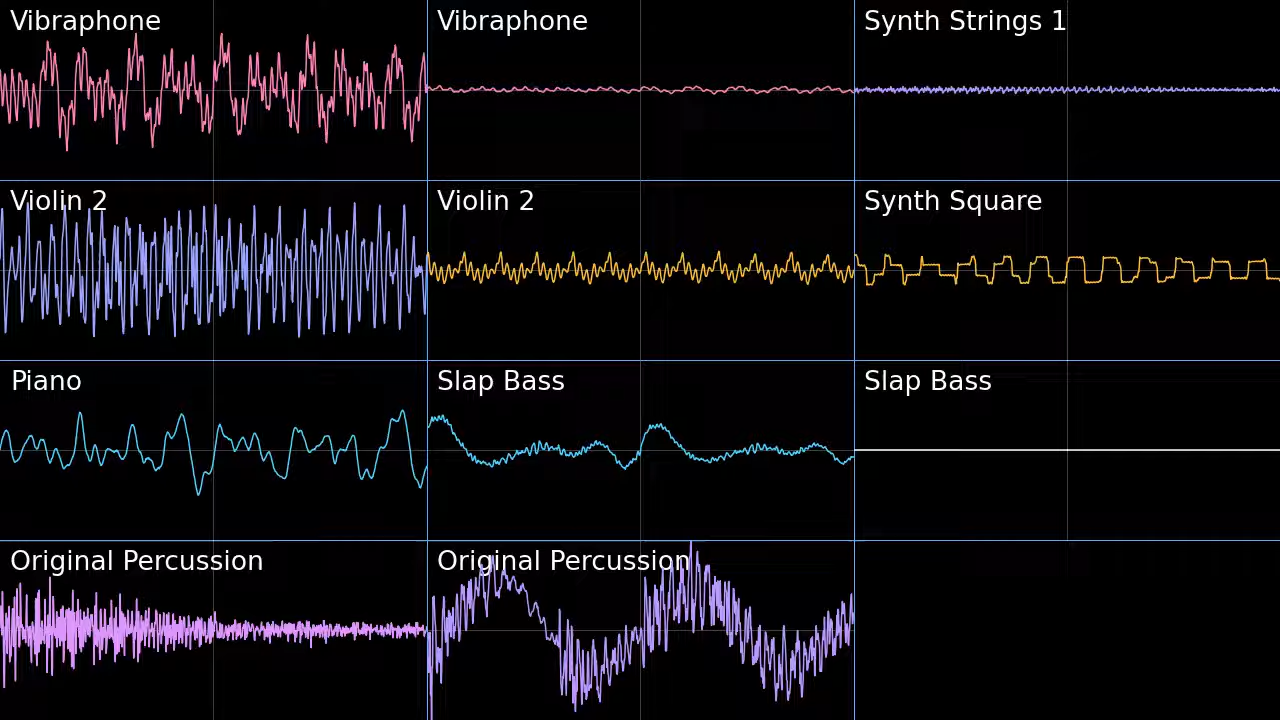 Vibraphone
Vibraphone
Synth Strings 1
Violin 2
Violin 2
Synth Square
Piano
Slap Bass
Slap Bass
Original Percussion
Original Percussion